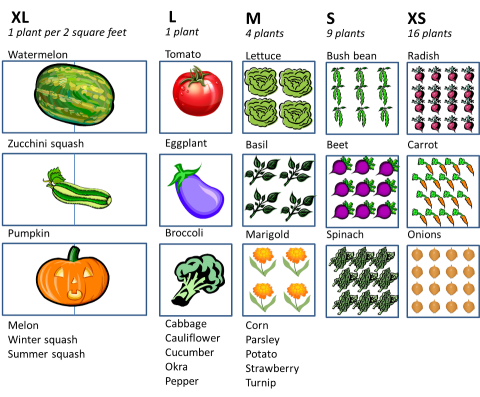 XL
1 plant per 2 square feet
L
1 plant
M
4 plants
S
9 plants
XS
16 plants
Watermelon
Tomato
Lettuce
Bush bean
Radish
Zucchini squash
Eggplant
Basil
Beet
Carrot
Pumpkin
Broccoli
Marigold
Spinach
Onions
Melon
Winter squash
Summer squash
Cabbage
Cauliflower
Cucumber
Okra
Pepper
Corn
Parsley
Potato
Strawberry
Turnip